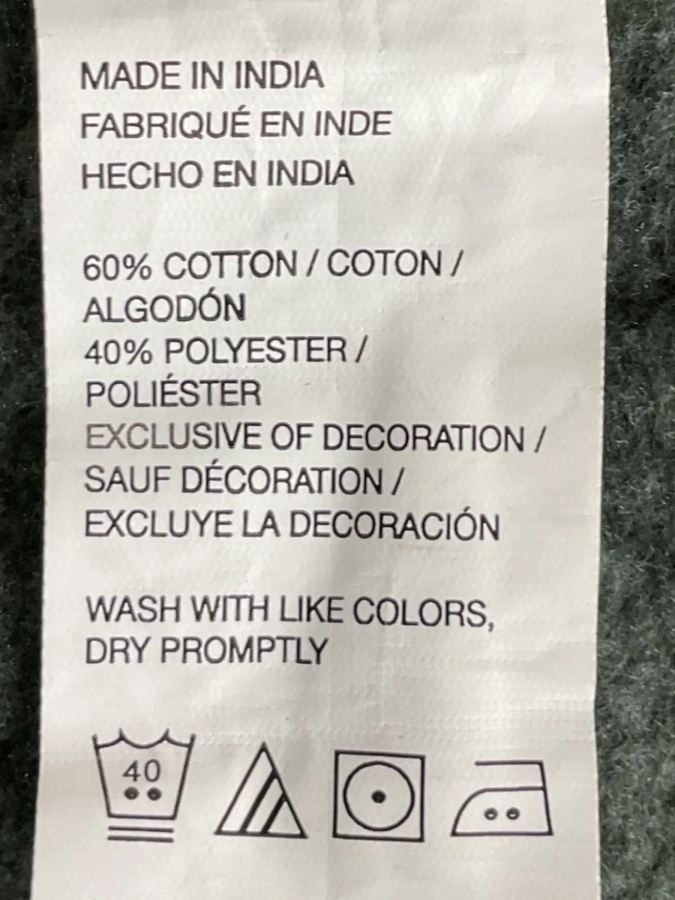 MADE IN INDIA
FABRIQUÉ EN INDE
HECHO EN INDIA
60% COTTON / COTON /
ALGODÓN
40% POLYESTER /
POLIÉSTER
EXCLUSIVE OF DECORATION /
SAUF DÉCORATION /
EXCLUYE LA DECORACIÓN
WASH WITH LIKE COLORS,
DRY PROMPTLY
40